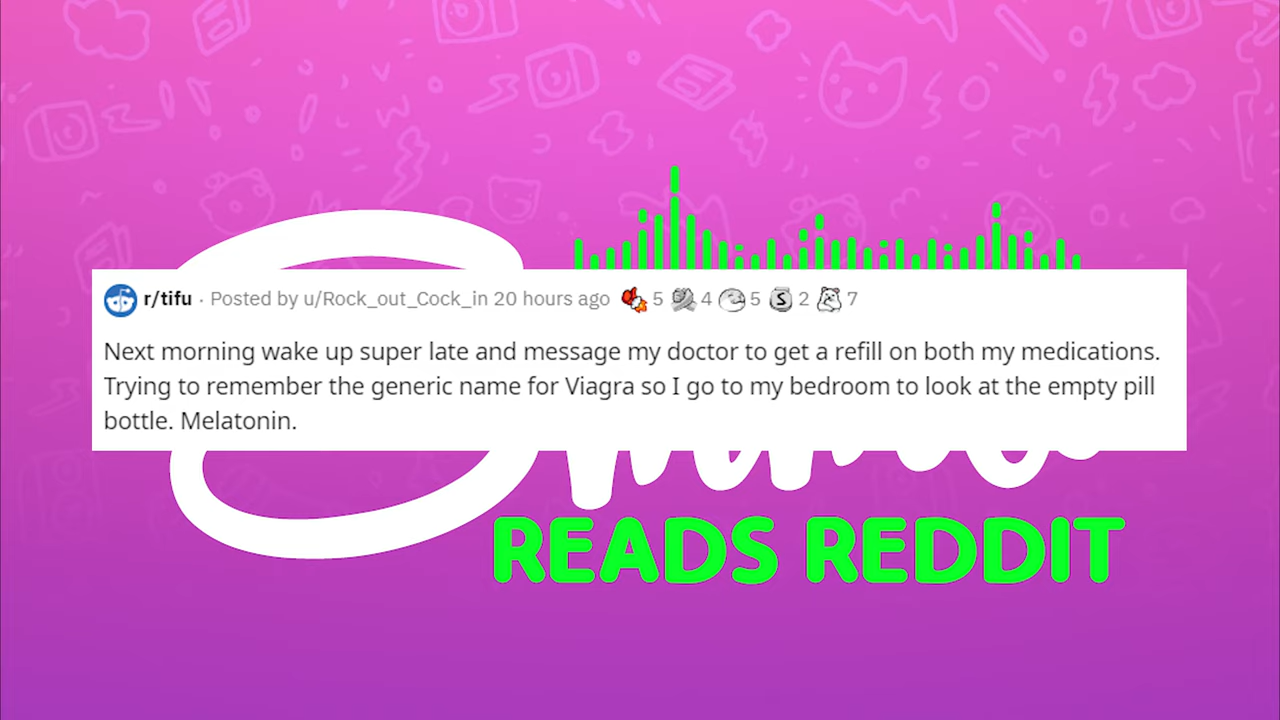 r/tifu · Posted by u/Rock_out_Cock_in 20 hours ago 5 4 5 S 2 7
Next morning wake up super late and message my doctor to get a refill on both my medications.
Trying to remember the generic name for Viagra so I go to my bedroom to look at the empty pill
bottle. Melatonin.
READS REDDIT